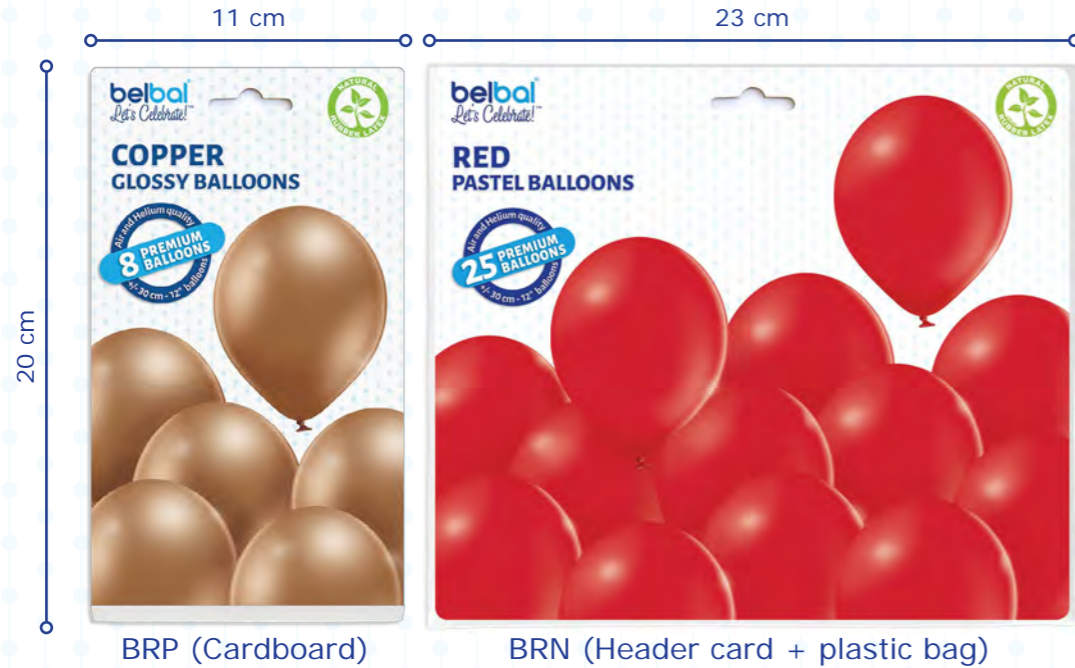 11 cm
23 cm
20 cm
belbal
Let's Celebrate!™
NATURAL
RUBBER LATEX
COPPER
GLOSSY BALLOONS
Air and Helium quality
8 PREMIUM
BALLOONS
+/- 30 cm - 12" balloons
belbal
Let's Celebrate!™
NATURAL
RUBBER LATEX
RED
PASTEL BALLOONS
Air and Helium quality
25 PREMIUM
BALLOONS
+/- 30 cm - 12" balloons
BRP (Cardboard)
BRN (Header card + plastic bag)